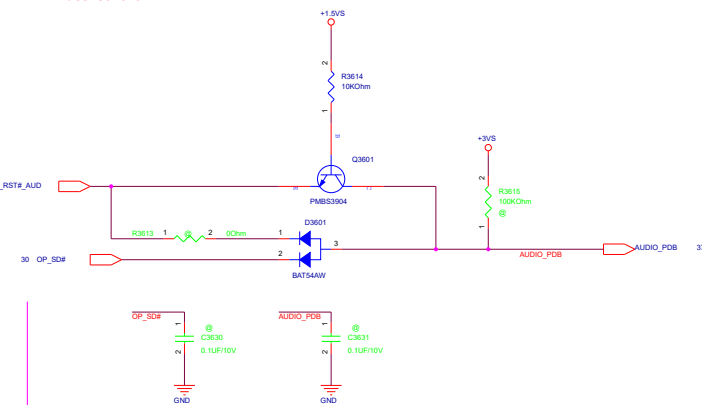 +1.5VS
2
R3614
10KOhm
1
B
+3VS
Q3601
_RST#_AUD
PMBS3904
2
R3615
100KOhm
@
1
R3613 1 @ 2 0Ohm
D3601
1
2
3
BAT54AW
30 OP_SD#
AUDIO_PDB
AUDIO_PDB
OP_SD#
1
@
C3630
2
0.1UF/10V
GND
AUDIO_PDB
1
@
C3631
2
0.1UF/10V
GND